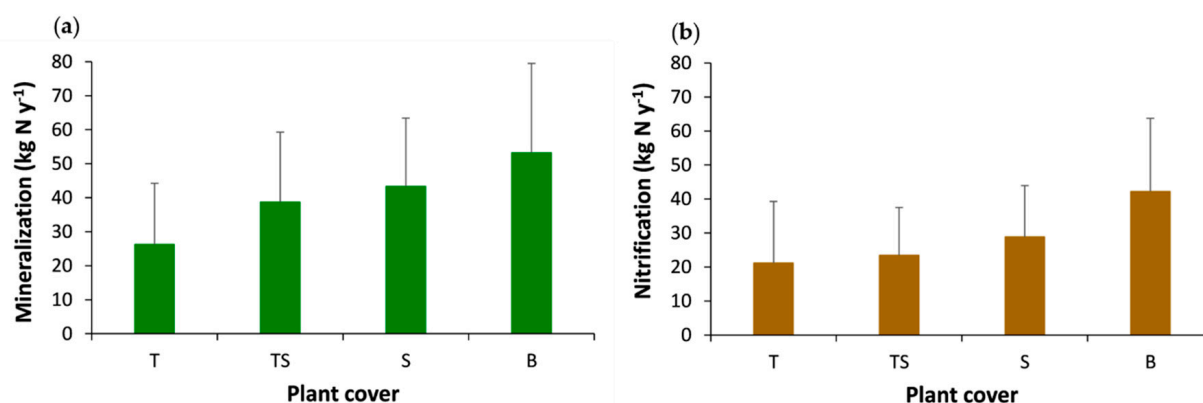 (a)
Mineralization (kg N y⁻¹)
80
70
60
50
40
30
20
10
0
T TS S B
Plant cover
(b)
Nitrification (kg N y⁻¹)
80
70
60
50
40
30
20
10
0
T TS S B
Plant cover